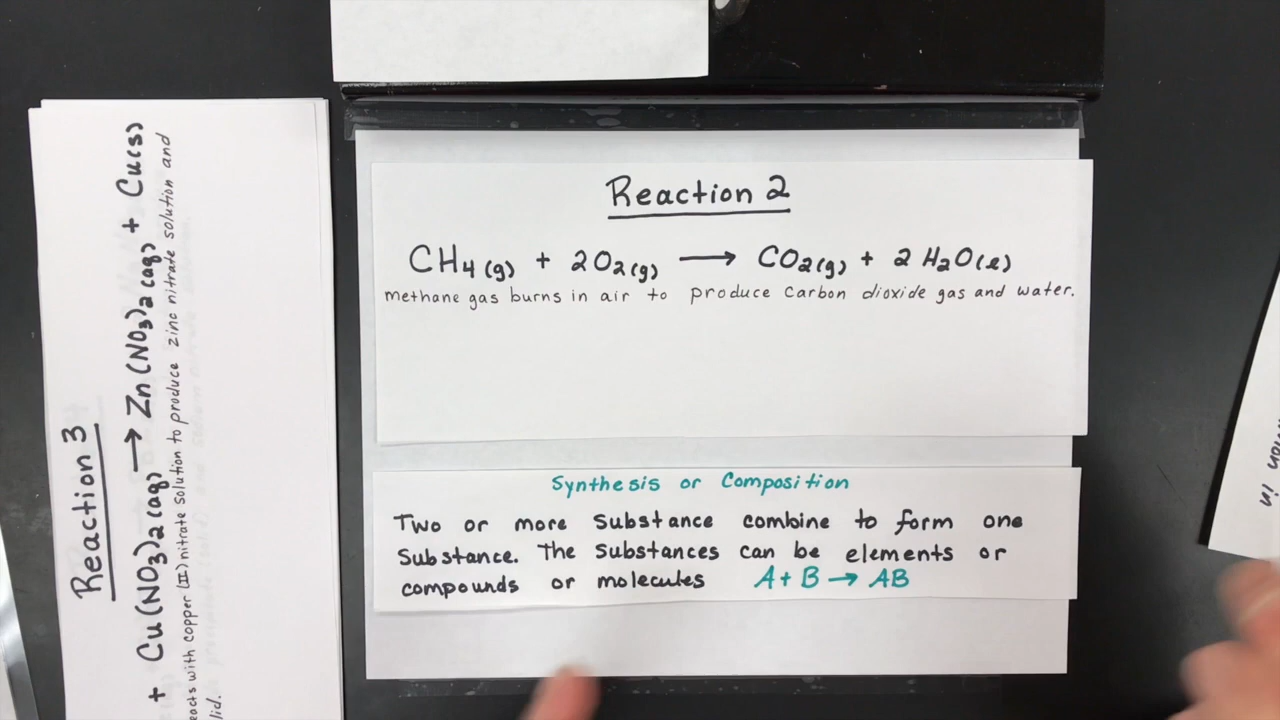 Reaction 2
CH4(g) + 2O2(g) → CO2(g) + 2 H2O(l)
methane gas burns in air to produce carbon dioxide gas and water.
Synthesis or Composition
Two or more substance combine to form one
substance. The substances can be elements or
compounds or molecules A + B → AB
Reaction 3
+ Cu(NO3)2(aq) → Zn(NO3)2(aq) + Cu(s)
with copper (II) nitrate solution to produce zinc nitrate solution and